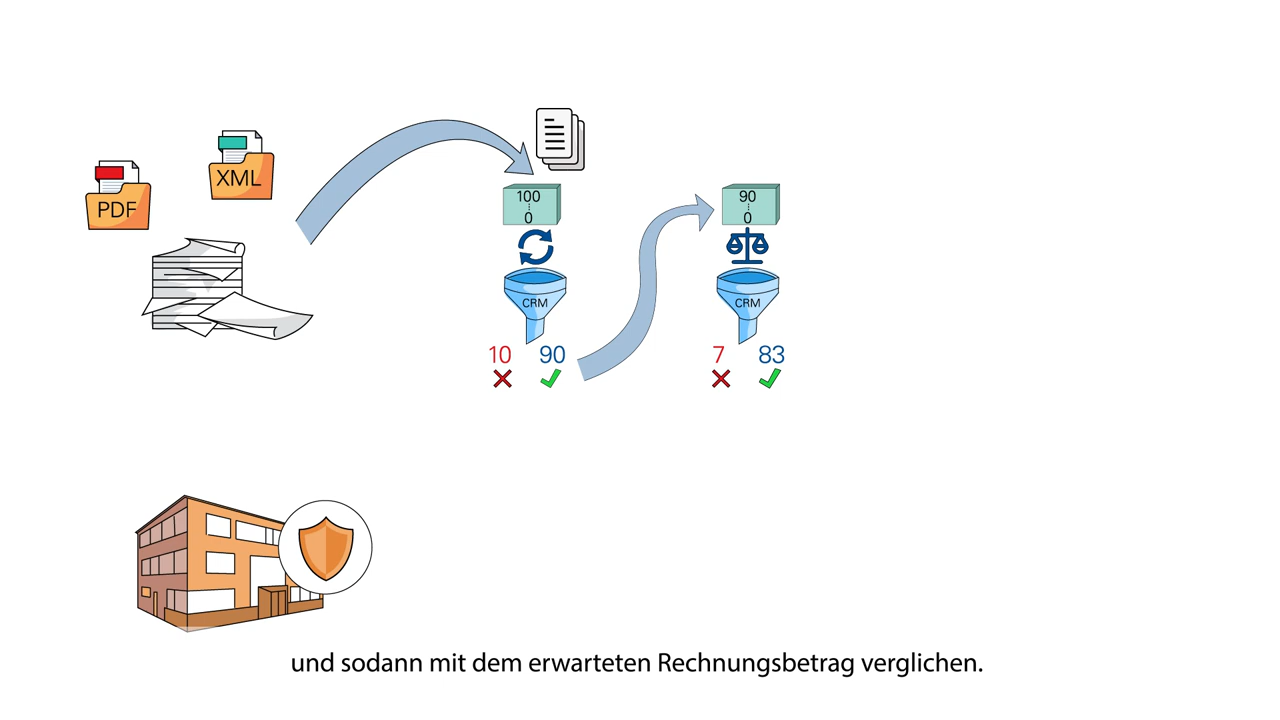 XML
PDF
100
0
CRM
10 90
90
0
CRM
7 83
und sodann mit dem erwarteten Rechnungsbetrag verglichen.